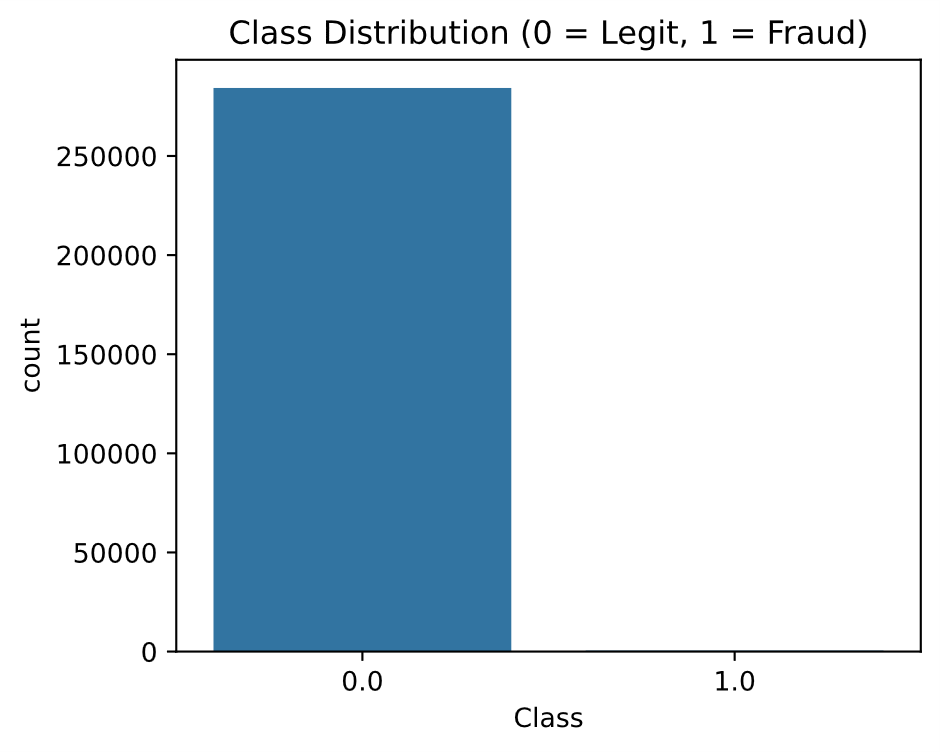 Class Distribution (0 = Legit, 1 = Fraud)
250000
200000
150000
100000
50000
0
count
0.0
1.0
Class